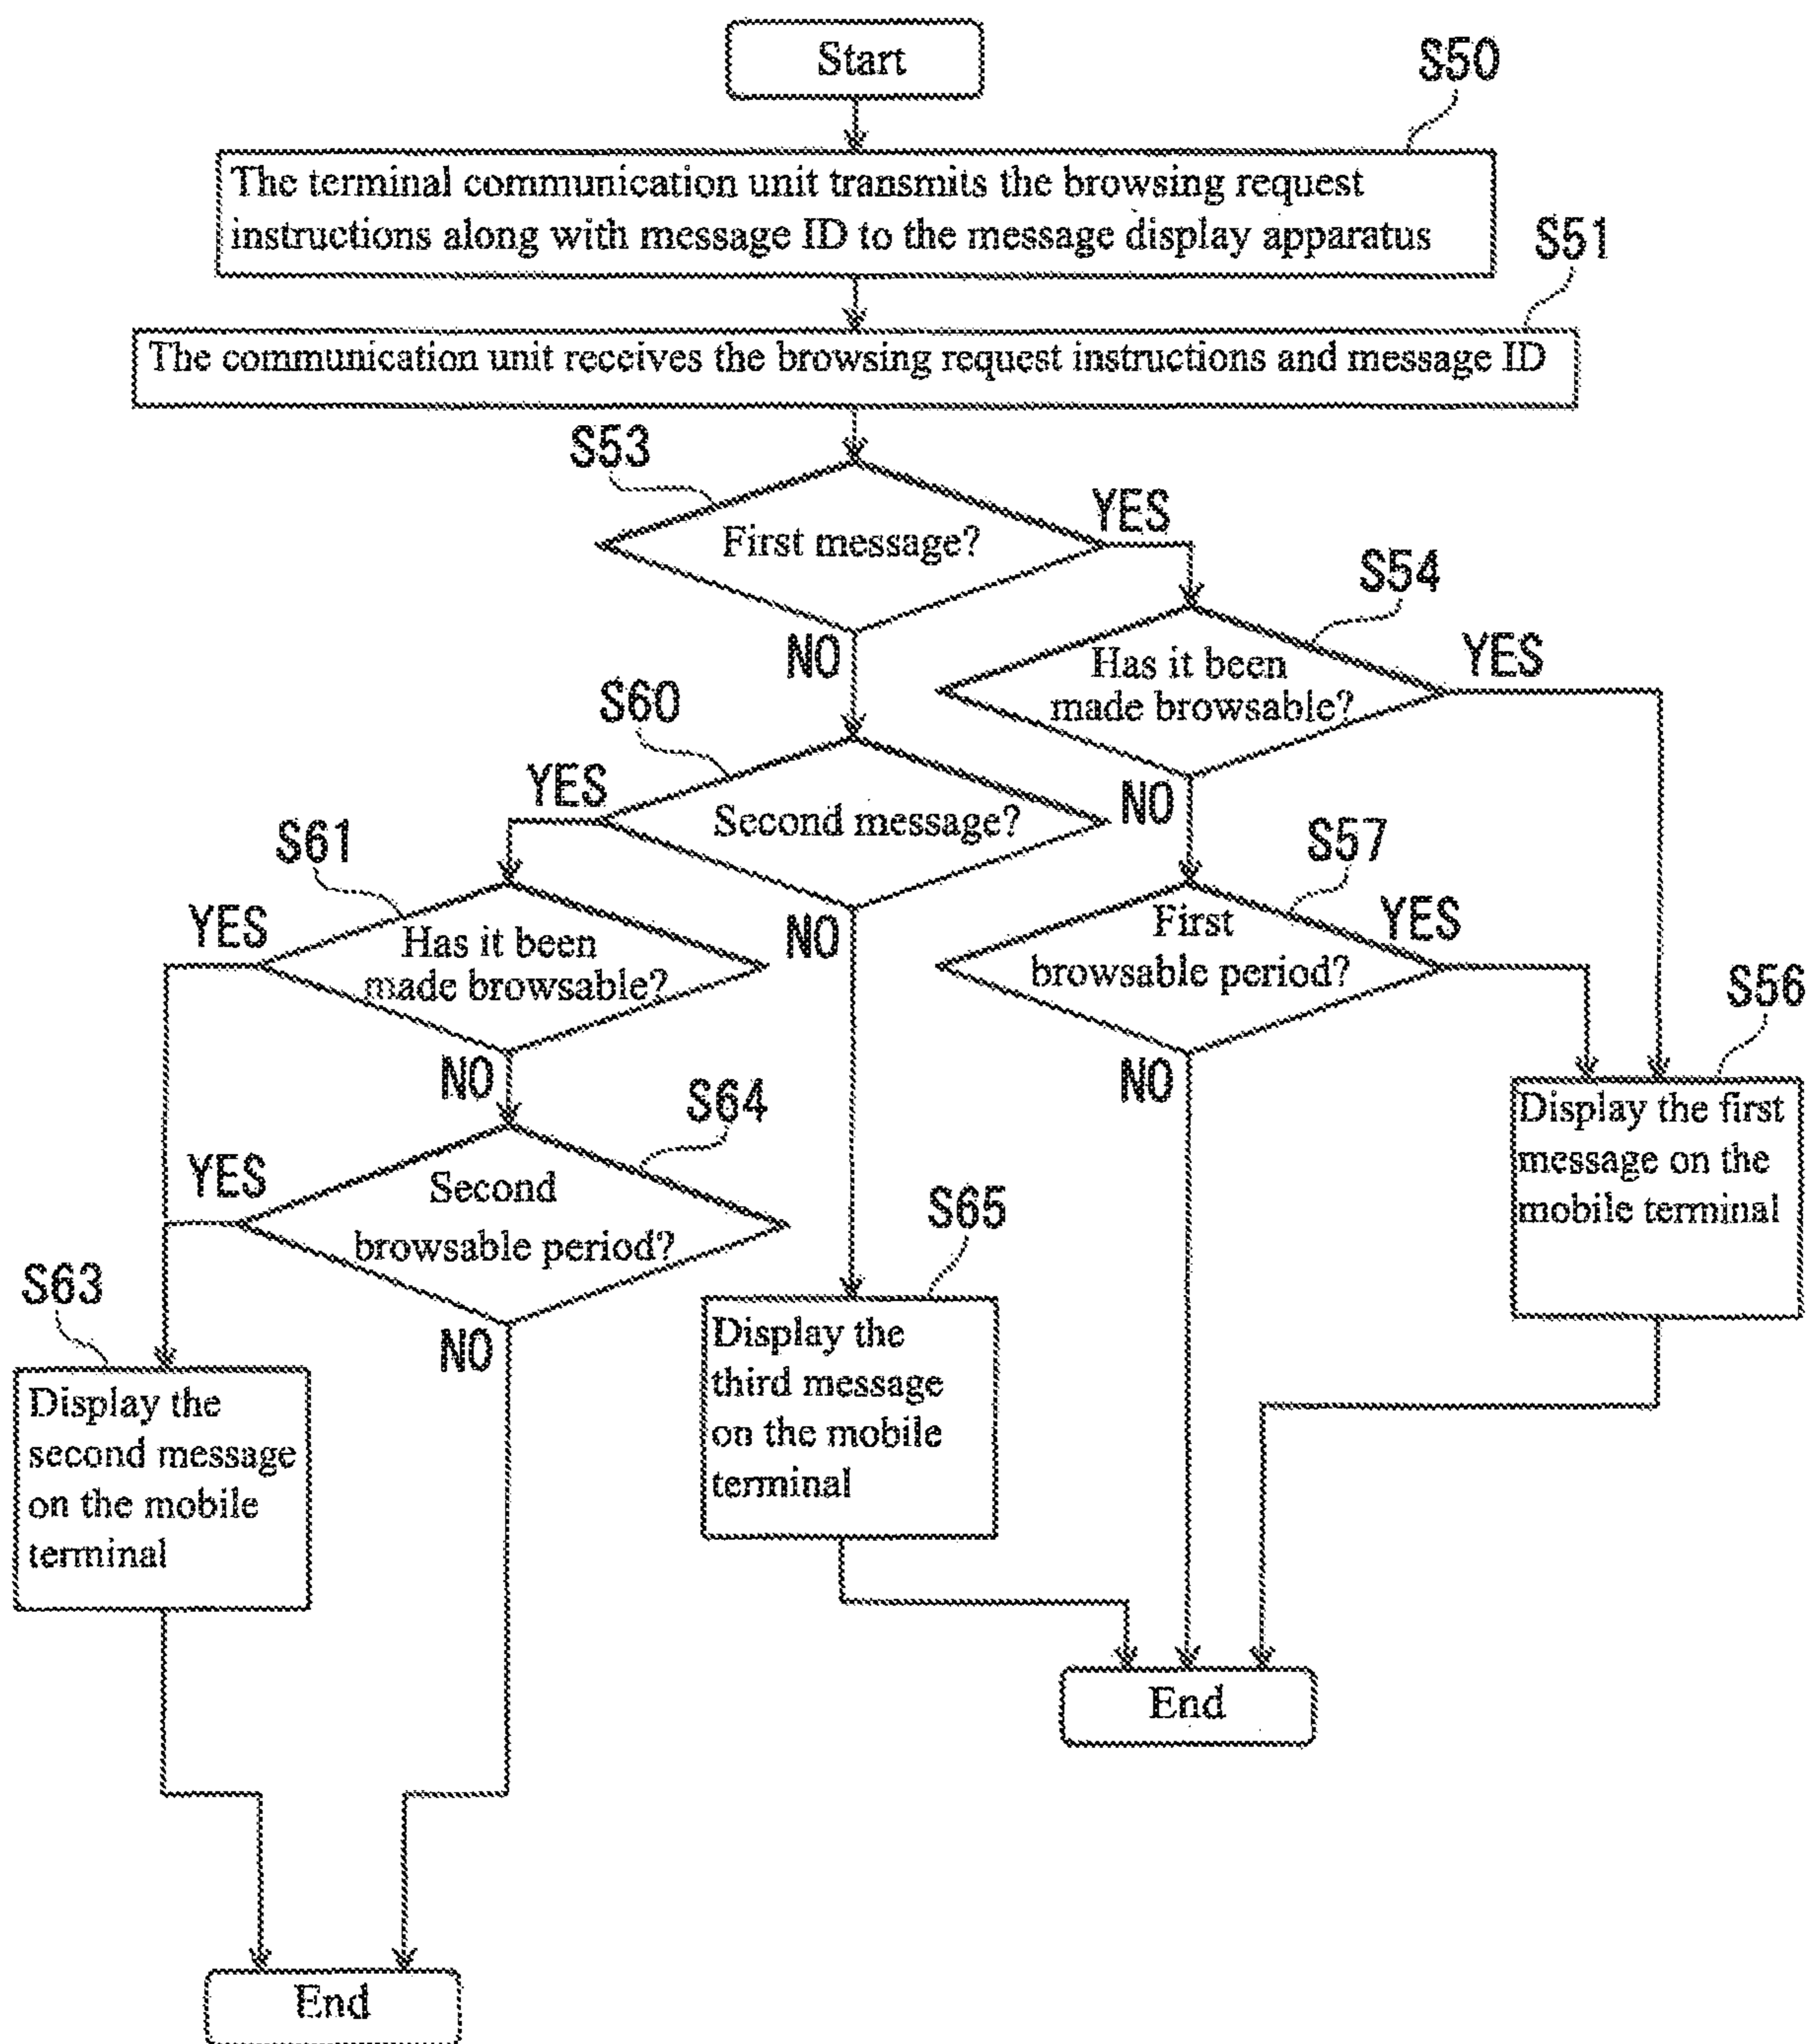 Start
S50
The terminal communication unit transmits the browsing request
instructions along with message ID to the message display apparatus
S51
The communication unit receives the browsing request instructions and message ID
S53
First message?
YES
NO
S54
Has it been
made browsable?
YES
NO
S60
Second message?
YES
NO
S57
First
browsable period?
YES
NO
S61
Has it been
made browsable?
YES
NO
S56
Display the first
message on the
mobile terminal
S64
Second
browsable period?
YES
NO
S65
Display the
third message
on the mobile
terminal
S63
Display the
second message
on the mobile
terminal
End
End